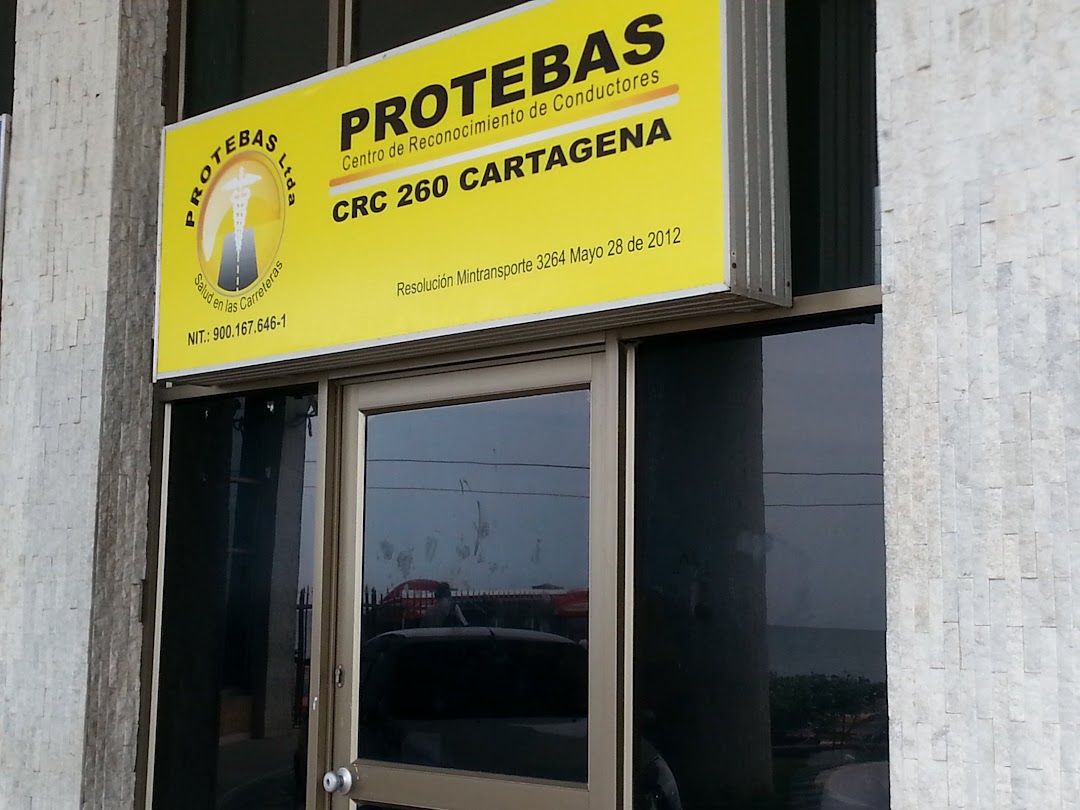 PROTEBAS Ltda
Salud en las Carreteras
NIT.: 900.167.646-1
PROTEBAS
Centro de Reconocimiento de Conductores
CRC 260 CARTAGENA
Resolución Mintransporte 3264 Mayo 28 de 2012